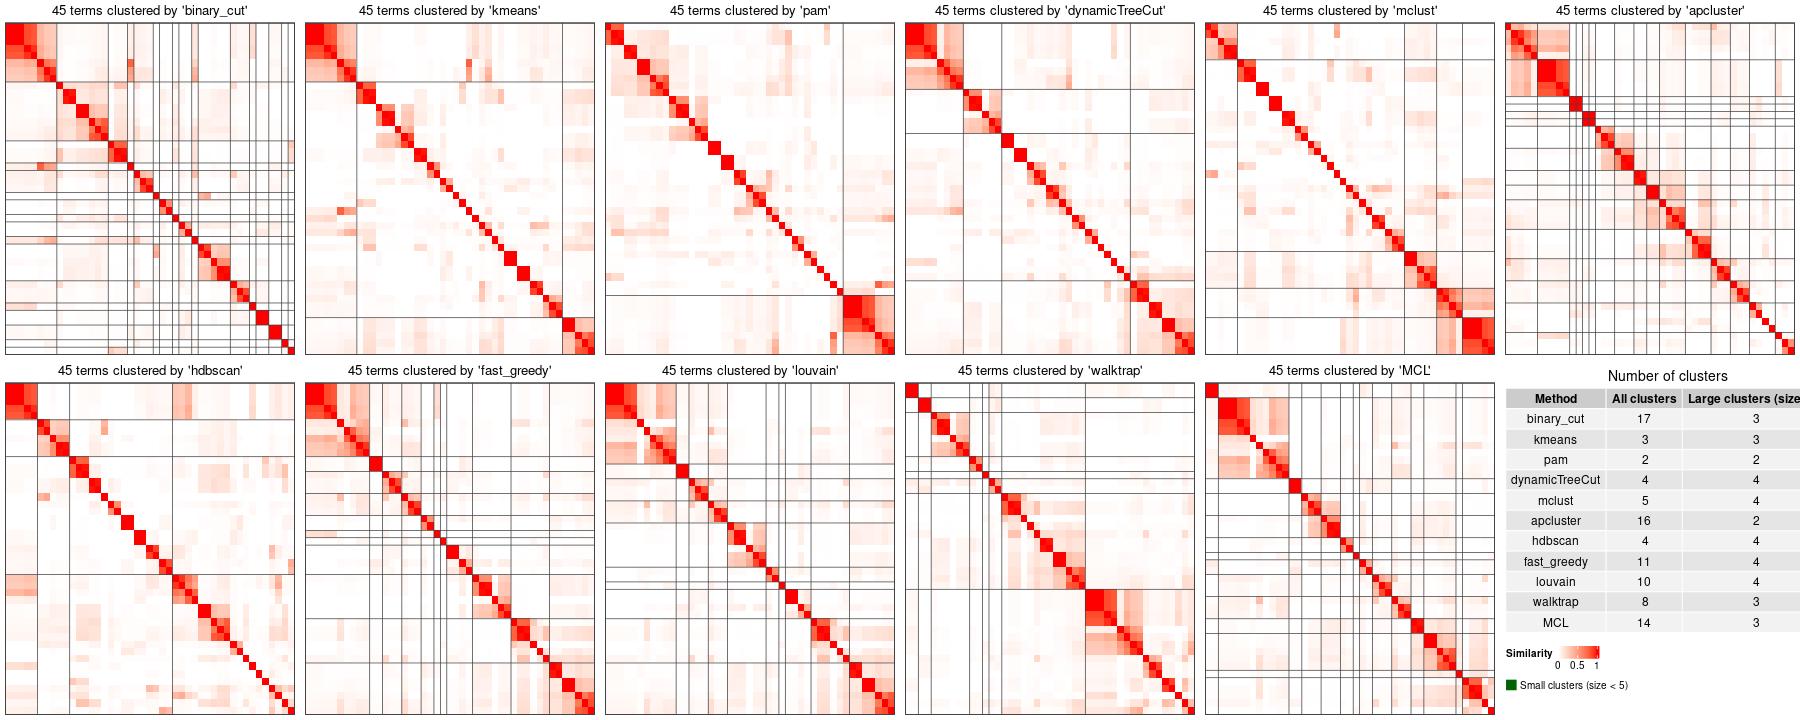 45 terms clustered by 'binary_cut'
45 terms clustered by 'kmeans'
45 terms clustered by 'pam'
45 terms clustered by 'dynamicTreeCut'
45 terms clustered by 'mclust'
45 terms clustered by 'apcluster'
45 terms clustered by 'hdbscan'
45 terms clustered by 'fast_greedy'
45 terms clustered by 'louvain'
45 terms clustered by 'walktrap'
45 terms clustered by 'MCL'
Number of clusters
Method All clusters Large clusters (size
binary_cut 17 3
kmeans 3 3
pam 2 2
dynamicTreeCut 4 4
mclust 5 4
apcluster 16 2
hdbscan 4 4
fast_greedy 11 4
louvain 10 4
walktrap 8 3
MCL 14 3
Similarity
0 0.5 1
Small clusters (size < 5)